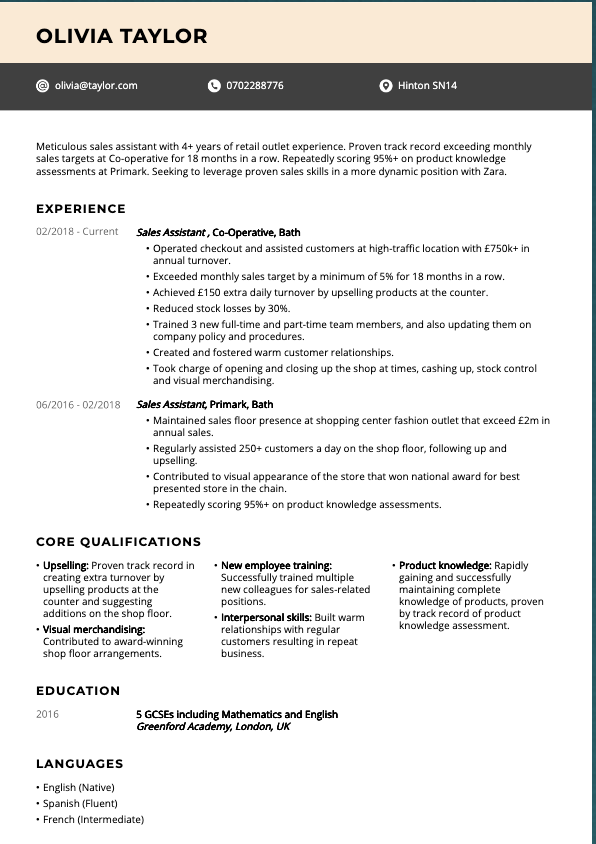 OLIVIA TAYLOR
olivia@taylor.com 0702288776 Hinton SN14
Meticulous sales assistant with 4+ years of retail outlet experience. Proven track record exceeding monthly
sales targets at Co-operative for 18 months in a row. Repeatedly scoring 95%+ on product knowledge
assessments at Primark. Seeking to leverage proven sales skills in a more dynamic position with Zara.
EXPERIENCE
02/2018 - Current
Sales Assistant , Co-Operative, Bath
• Operated checkout and assisted customers at high-traffic location with £750k+ in
annual turnover.
• Exceeded monthly sales target by a minimum of 5% for 18 months in a row.
• Achieved £150 extra daily turnover by upselling products at the counter.
• Reduced stock losses by 30%.
• Trained 3 new full-time and part-time team members, and also updating them on
company policy and procedures.
• Created and fostered warm customer relationships.
• Took charge of opening and closing up the shop at times, cashing up, stock control
and visual merchandising.
06/2016 - 02/2018
Sales Assistant, Primark, Bath
• Maintained sales floor presence at shopping center fashion outlet that exceed £2m in
annual sales.
• Regularly assisted 250+ customers a day on the shop floor, following up and
upselling.
• Contributed to visual appearance of the store that won national award for best
presented store in the chain.
• Repeatedly scoring 95%+ on product knowledge assessments.
CORE QUALIFICATIONS
• Upselling: Proven track record in
creating extra turnover by
upselling products at the
counter and suggesting
additions on the shop floor.
• Visual merchandising:
Contributed to award-winning
shop floor arrangements.
• New employee training:
Successfully trained multiple
new colleagues for sales-related
positions.
• Interpersonal skills: Built warm
relationships with regular
customers resulting in repeat
business.
• Product knowledge: Rapidly
gaining and successfully
maintaining complete
knowledge of products, proven
by track record of product
knowledge assessment.
EDUCATION
2016
5 GCSEs including Mathematics and English
Greenford Academy, London, UK
LANGUAGES
• English (Native)
• Spanish (Fluent)
• French (Intermediate)